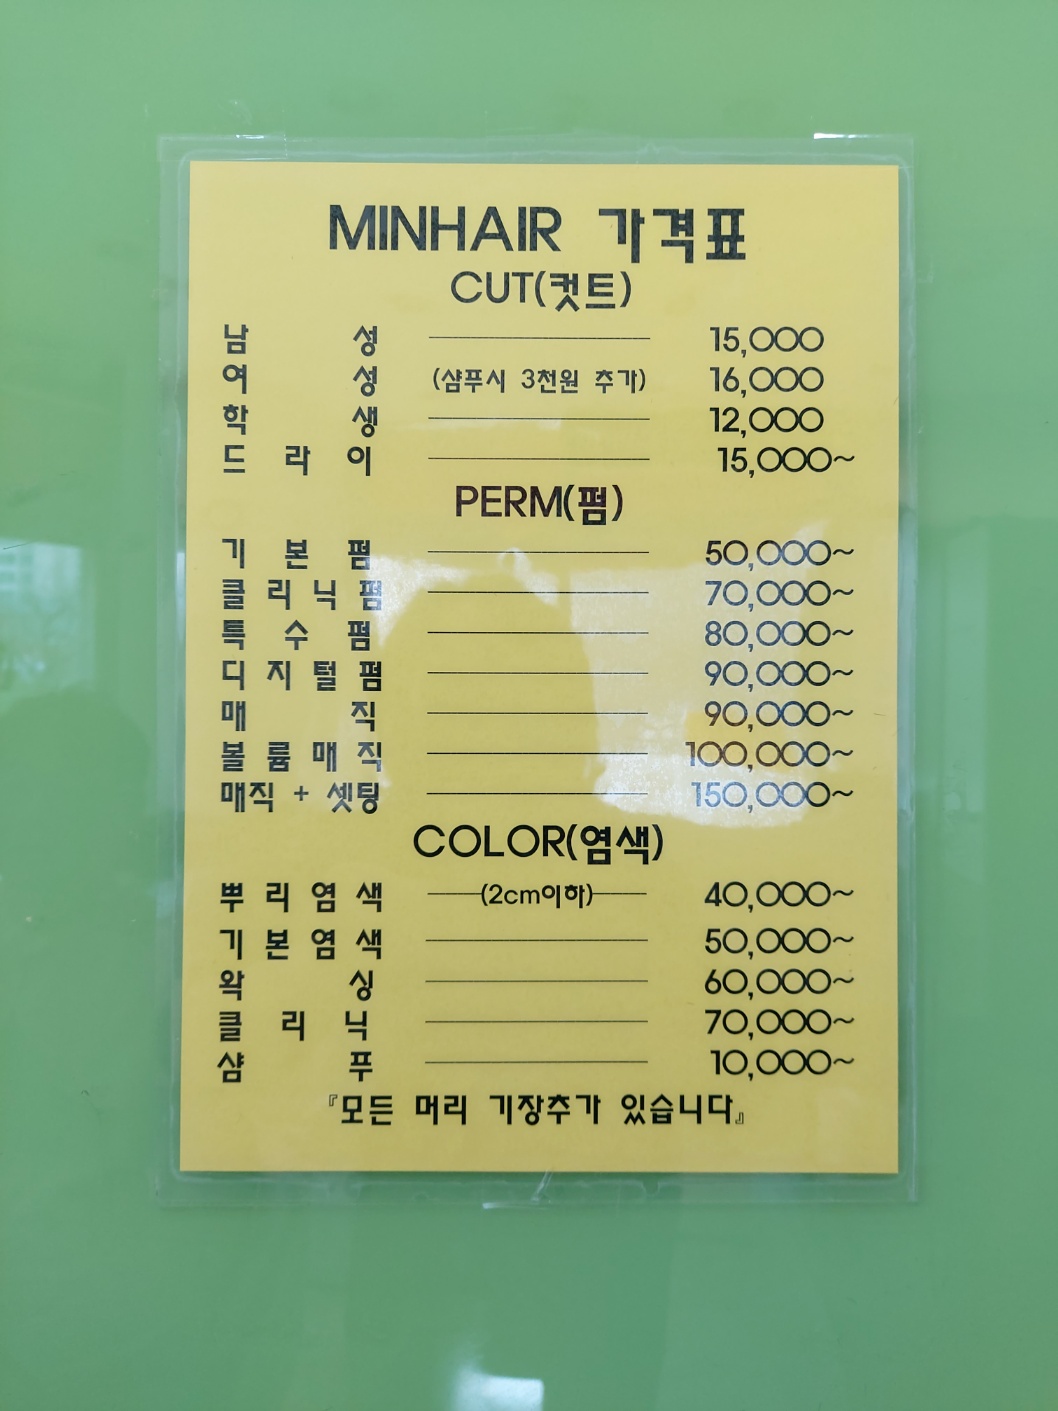 MINHAIR 가격표
CUT(컷트)
남 성 15,000
여 성 (샴푸시 3천원 추가) 16,000
학 생 12,000
드 라 이 15,000~
PERM(펌)
기 본 펌 50,000~
클 리 닉 펌 70,000~
특 수 펌 80,000~
디 지 털 펌 90,000~
매 직 90,000~
볼 륨 매 직 100,000~
매직 + 셋팅 150,000~
COLOR(염색)
뿌 리 염 색 (2cm이하) 40,000~
기 본 염 색 50,000~
왁 싱 60,000~
클 리 닉 70,000~
샴 푸 10,000~
『모든 머리 기장추가 있습니다』